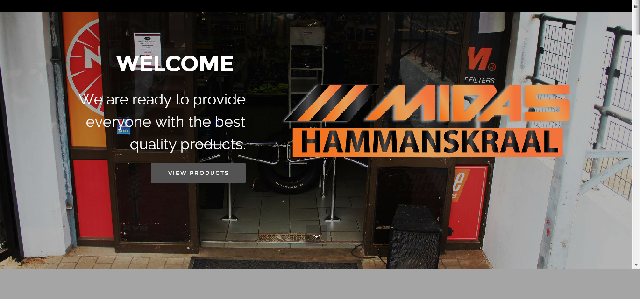 WELCOME
We are ready to provide
everyone with the best
quality products.
VIEW PRODUCTS
MIDAS
HAMMANSKRAAL
M.
FILTERS